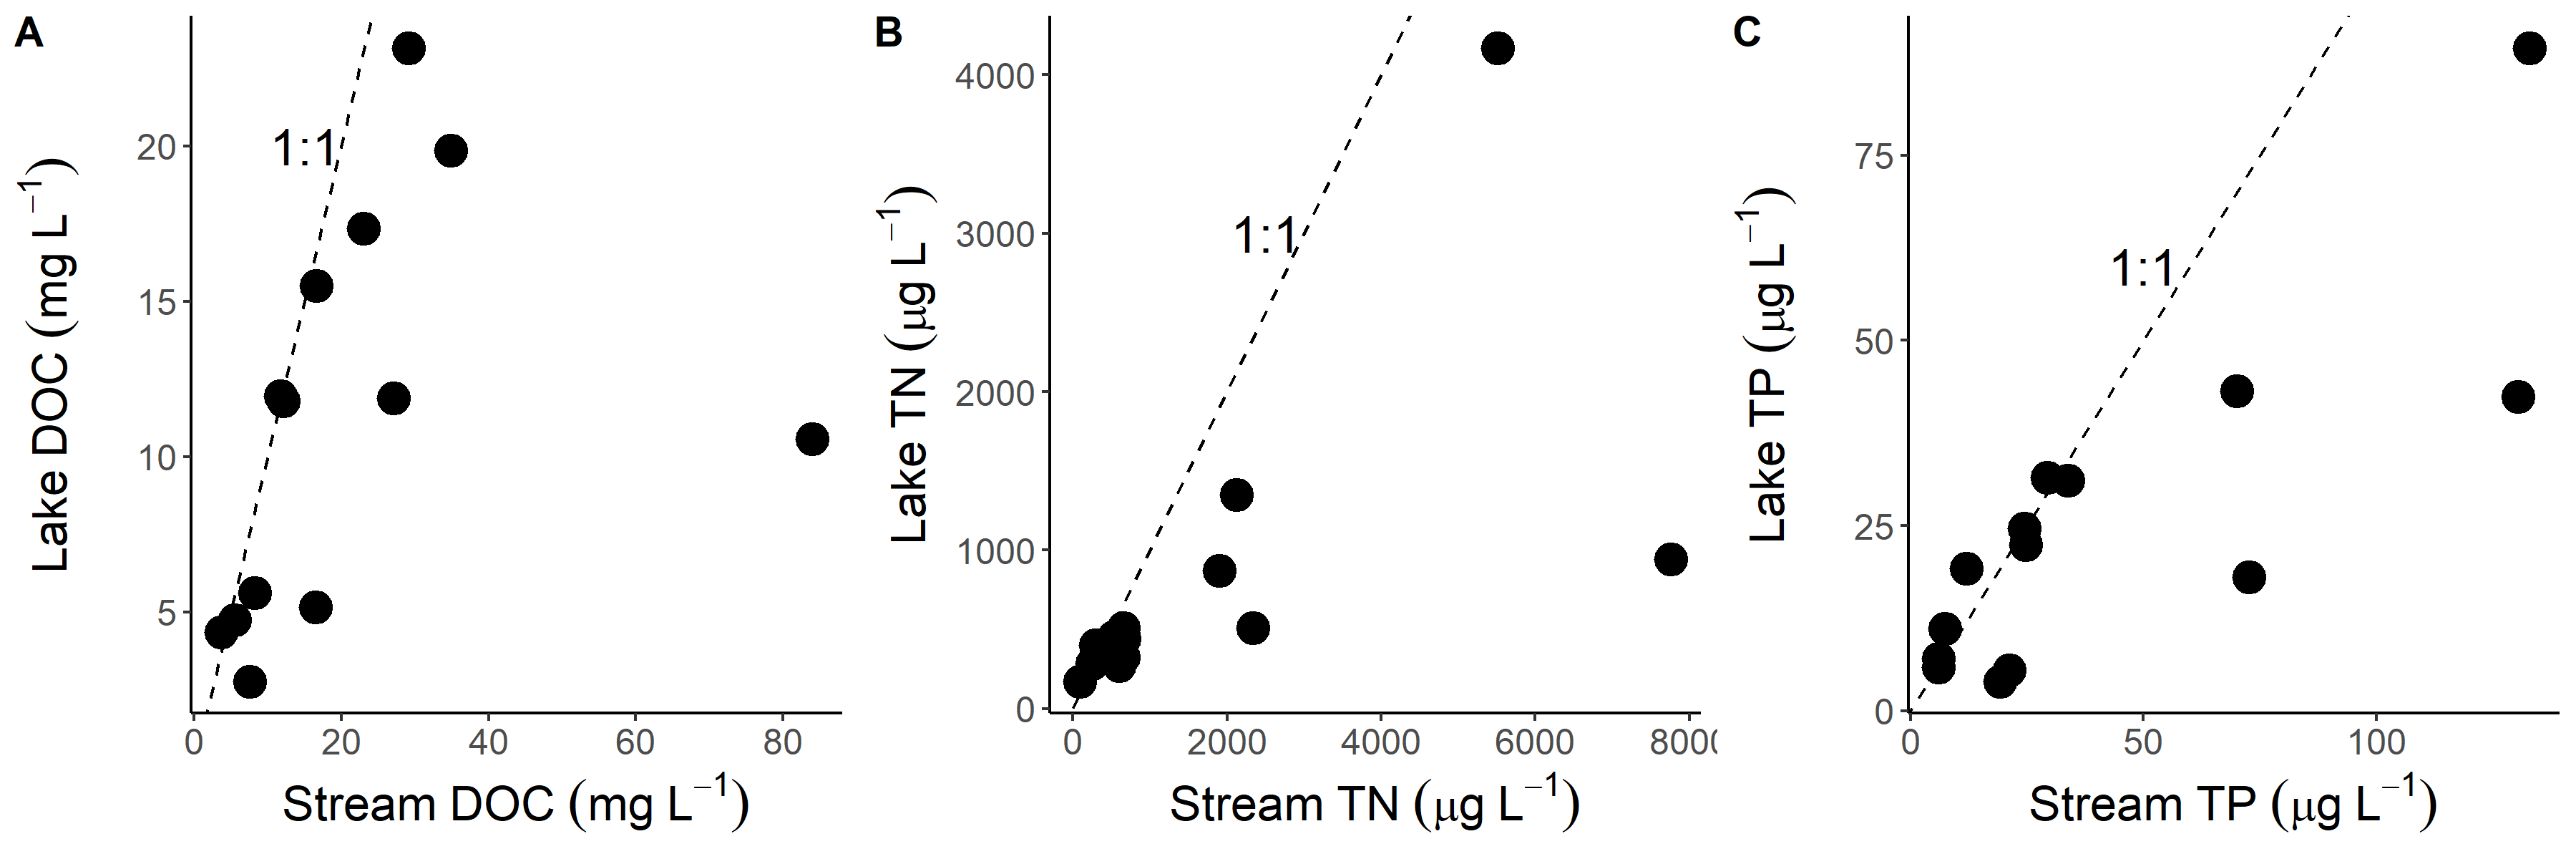 A
Lake DOC (mg L⁻¹)
20
15
10
5
1:1
0 20 40 60 80
Stream DOC (mg L⁻¹)
B
Lake TN (μg L⁻¹)
4000
3000
2000
1000
0
1:1
0 2000 4000 6000 800
Stream TN (μg L⁻¹)
C
Lake TP (μg L⁻¹)
75
50
25
0
1:1
0 50 100
Stream TP (μg L⁻¹)